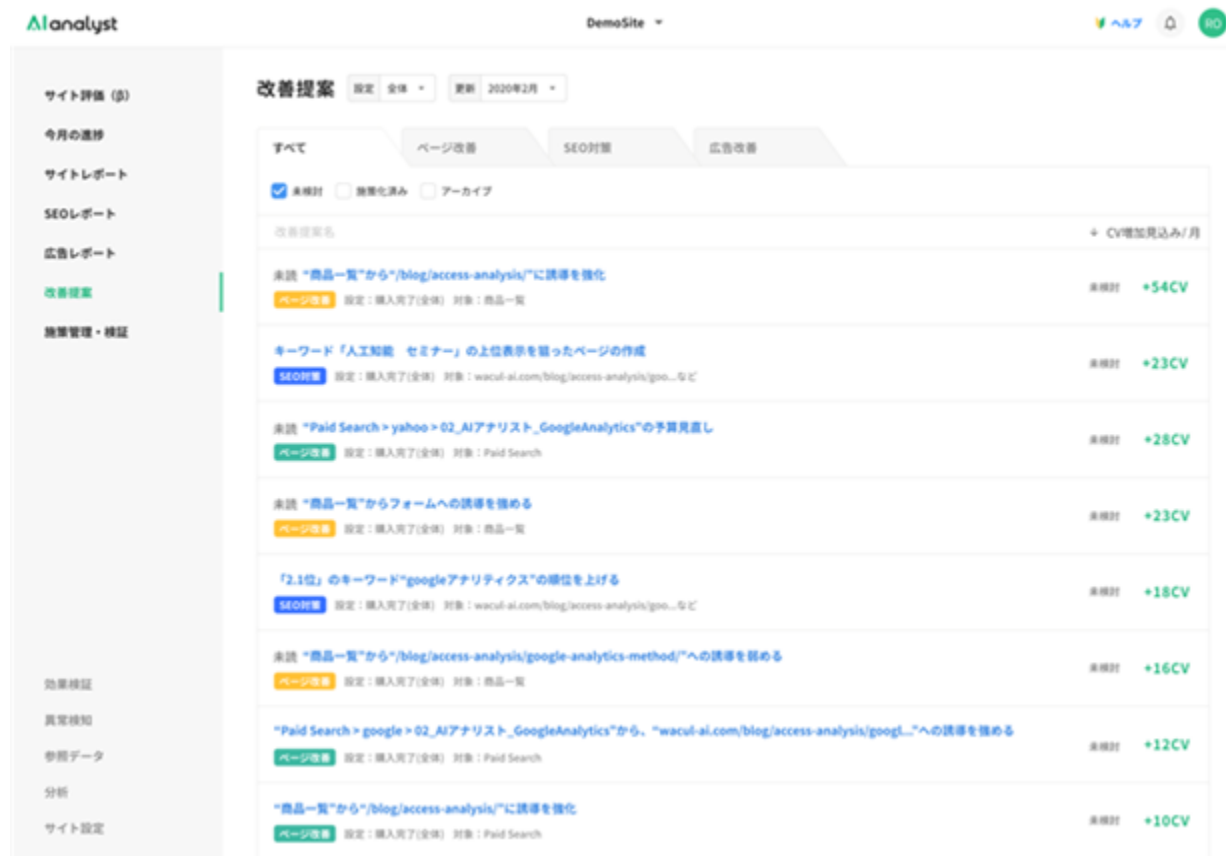 AI analyst
DemoSite
ヘルプ
RO
サイト評価（β）
今月の進捗
サイトレポート
SEOレポート
広告レポート
改善提案
施策管理・検証
効果検証
異常検知
参照データ
分析
サイト設定
改善提案 設定 全体 更新 2020年2月
すべて ページ改善 SEO対策 広告改善
未検討 施策化済み アーカイブ
改善提案名 ↓ CV増加見込み/月
未読 “商品一覧”から“/blog/access-analysis/”に誘導を強化
ページ改善 設定：購入完了(全体) 対象：商品一覧
未検討 +54CV
キーワード「人工知能　セミナー」の上位表示を狙ったページの作成
SEO対策 設定：購入完了(全体) 対象：wacul-ai.com/blog/access-analysis/goo...など
未検討 +23CV
未読 “Paid Search > yahoo > 02_AIアナリスト_GoogleAnalytics”の予算見直し
ページ改善 設定：購入完了(全体) 対象：Paid Search
未検討 +28CV
未読 “商品一覧”からフォームへの誘導を強める
ページ改善 設定：購入完了(全体) 対象：商品一覧
未検討 +23CV
「2.1位」のキーワード“googleアナリティクス”の順位を上げる
SEO対策 設定：購入完了(全体) 対象：wacul-ai.com/blog/access-analysis/goo...など
未検討 +18CV
未読 “商品一覧”から“/blog/access-analysis/google-analytics-method/”への誘導を弱める
ページ改善 設定：購入完了(全体) 対象：商品一覧
未検討 +16CV
“Paid Search > google > 02_AIアナリスト_GoogleAnalytics”から、“wacul-ai.com/blog/access-analysis/googl...”への誘導を強める
ページ改善 設定：購入完了(全体) 対象：Paid Search
未検討 +12CV
“商品一覧”から“/blog/access-analysis/”に誘導を強化
ページ改善 設定：購入完了(全体) 対象：Paid Search
未検討 +10CV